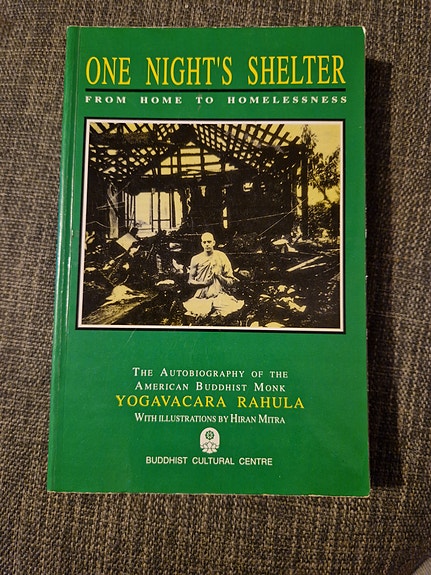 ONE NIGHT'S SHELTER
FROM HOME TO HOMELESSNESS
THE AUTOBIOGRAPHY OF THE
AMERICAN BUDDHIST MONK
YOGAVACARA RAHULA
WITH ILLUSTRATIONS BY HIRAN MITRA
BUDDHIST CULTURAL CENTRE